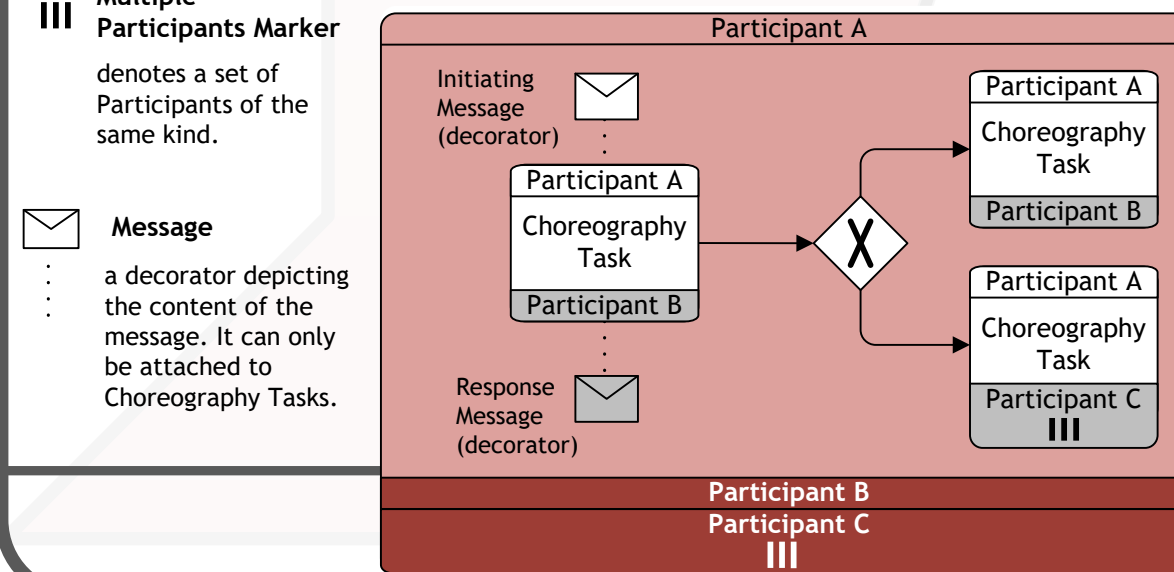 Multiple
Participants Marker
denotes a set of
Participants of the
same kind.
Message
a decorator depicting
the content of the
message. It can only
be attached to
Choreography Tasks.
Participant A
Initiating
Message
(decorator)
Participant A
Choreography
Task
Participant B
Response
Message
(decorator)
X
Participant A
Choreography
Task
Participant B
Participant A
Choreography
Task
Participant C
Participant B
Participant C